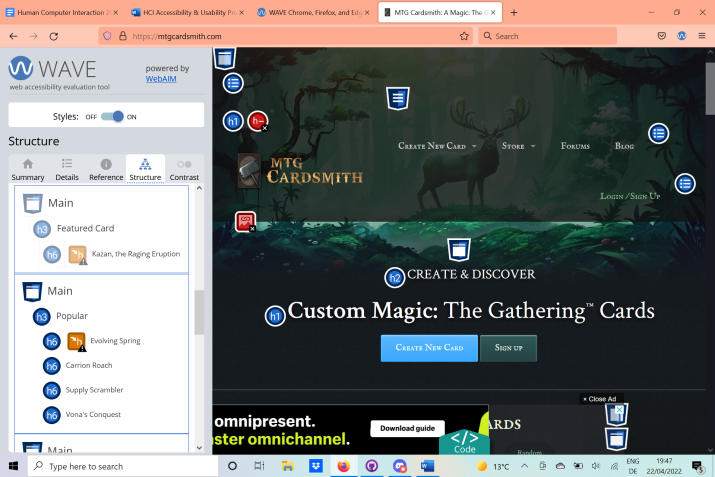 Human Computer Interaction 2
HCI Accessibility & Usability Pro
WAVE Chrome, Firefox, and Edg
MTG Cardsmith: A Magic: The G
https://mtgcardsmith.com
Search
WAVE
web accessibility evaluation tool
powered by
WebAIM
Styles: OFF ON
Structure
Summary Details Reference Structure Contrast
Main
h3 Featured Card
h6 h Kazan, the Raging Eruption
Main
h3 Popular
h6 h Evolving Spring
h6 Carrion Roach
h6 Supply Scrambler
h6 Vona's Conquest
Main
h1 h-
Create New Card Store Forums Blog
MTG
Cardsmith
Login /Sign Up
h2 CREATE & DISCOVER
h1 Custom Magic: The Gathering™ Cards
Create New Card Sign up
× Close Ad
omnipresent.
aster omnichannel.
Download guide
</>
Code
ARDS
Random
Type here to search
13°C
ENG
DE
19:47
22/04/2022
5